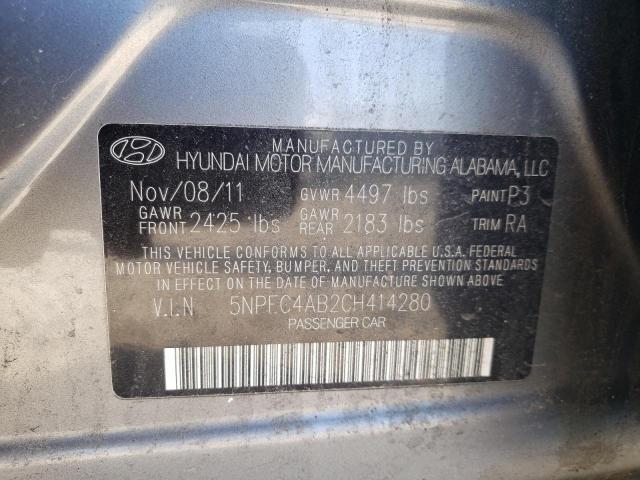 MANUFACTURED BY
HYUNDAI MOTOR MANUFACTURING ALABAMA, LLC
Nov/08/11 GVWR 4497 lbs PAINT P3
GAWR FRONT 2425 lbs GAWR REAR 2183 lbs TRIM RA
THIS VEHICLE CONFORMS TO ALL APPLICABLE U.S.A. FEDERAL
MOTOR VEHICLE SAFETY, BUMPER, AND THEFT PREVENTION STANDARDS
IN EFFECT ON THE DATE OF MANUFACTURE SHOWN ABOVE
V.I.N 5NPEC4AB2CH414280
PASSENGER CAR